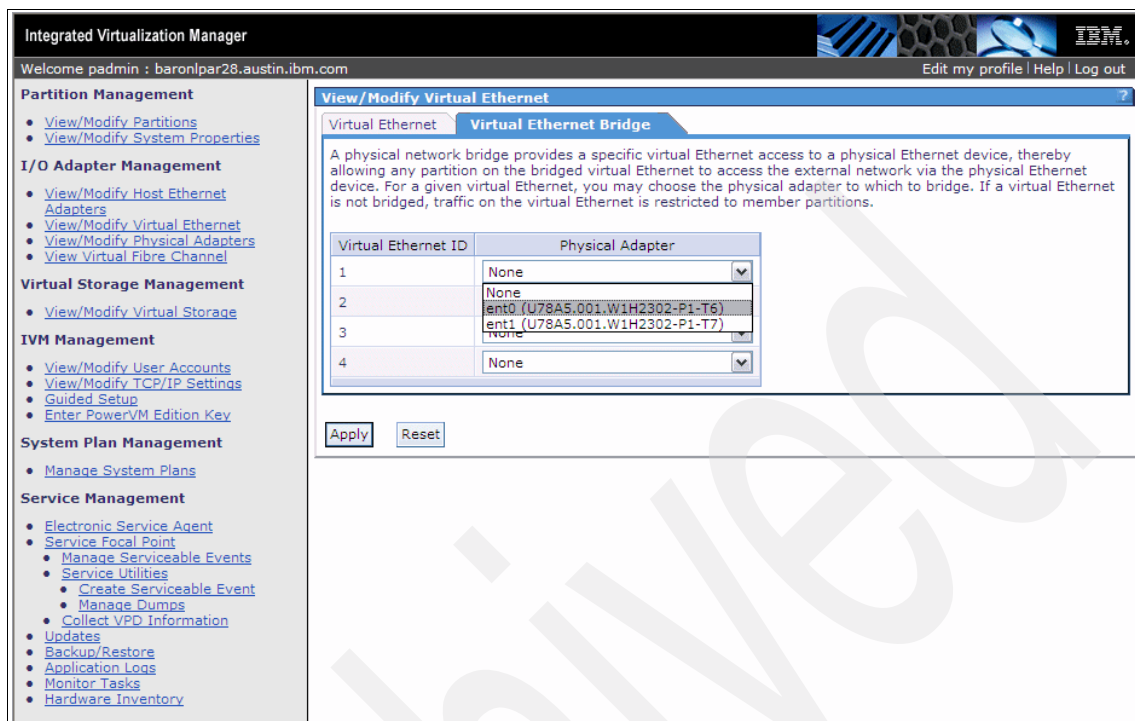 Integrated Virtualization Manager
IBM.
Welcome padmin : baronlpar28.austin.ibm.com
Edit my profile | Help | Log out
Partition Management
View/Modify Partitions
View/Modify System Properties
I/O Adapter Management
View/Modify Host Ethernet
Adapters
View/Modify Virtual Ethernet
View/Modify Physical Adapters
View Virtual Fibre Channel
Virtual Storage Management
View/Modify Virtual Storage
IVM Management
View/Modify User Accounts
View/Modify TCP/IP Settings
Guided Setup
Enter PowerVM Edition Key
System Plan Management
Manage System Plans
Service Management
Electronic Service Agent
Service Focal Point
Manage Serviceable Events
Service Utilities
Create Serviceable Event
Manage Dumps
Collect VPD Information
Updates
Backup/Restore
Application Logs
Monitor Tasks
Hardware Inventory
View/Modify Virtual Ethernet
?
Virtual Ethernet
Virtual Ethernet Bridge
A physical network bridge provides a specific virtual Ethernet access to a physical Ethernet device, thereby
allowing any partition on the bridged virtual Ethernet to access the external network via the physical Ethernet
device. For a given virtual Ethernet, you may choose the physical adapter to which to bridge. If a virtual Ethernet
is not bridged, traffic on the virtual Ethernet is restricted to member partitions.
Virtual Ethernet ID
Physical Adapter
1
None
None
2
ent0 (U78A5.001.W1H2302-P1-T6)
ent1 (U78A5.001.W1H2302-P1-T7)
3
None
4
None
Apply
Reset
hived